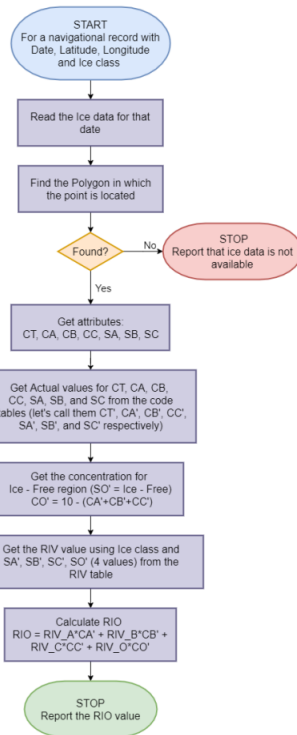 START
For a navigational record with
Date, Latitude, Longitude
and Ice class
Read the Ice data for that
date
Find the Polygon in which
the point is located
Found?
No
STOP
Report that ice data is not
available
Yes
Get attributes:
CT, CA, CB, CC, SA, SB, SC
Get Actual values for CT, CA, CB,
CC, SA, SB, and SC from the code
tables (let's call them CT', CA', CB', CC',
SA', SB', and SC' respectively)
Get the concentration for
Ice - Free region (SO' = Ice - Free)
CO' = 10 - (CA'+CB'+CC')
Get the RIV value using Ice class and
SA', SB', SC', SO' (4 values) from the
RIV table
Calculate RIO
RIO = RIV_A*CA' + RIV_B*CB' +
RIV_C*CC' + RIV_O*CO'
STOP
Report the RIO value